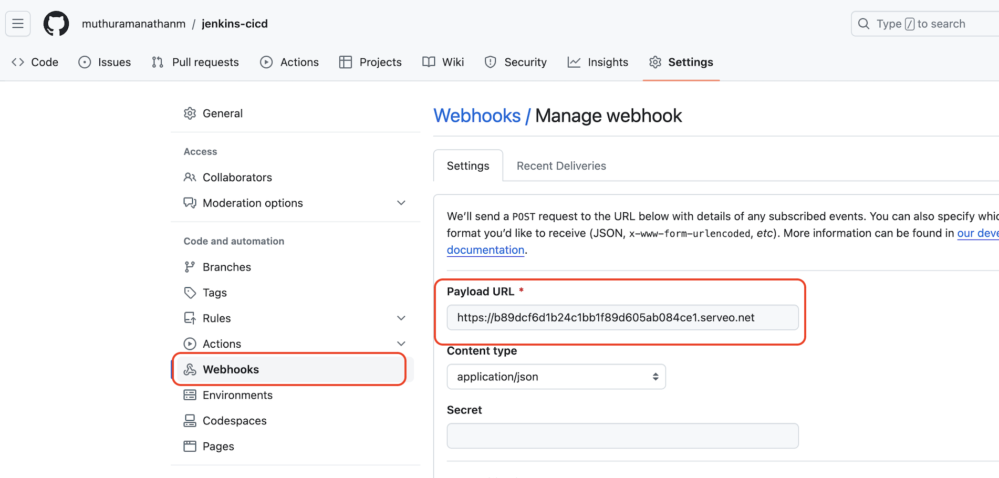 muthuramanathanm / jenkins-cicd
Type / to search
Code Issues Pull requests Actions Projects Wiki Security Insights Settings
General
Access
Collaborators
Moderation options
Code and automation
Branches
Tags
Rules
Actions
Webhooks
Environments
Codespaces
Pages
Webhooks / Manage webhook
Settings Recent Deliveries
We’ll send a POST request to the URL below with details of any subscribed events. You can also specify
format you’d like to receive (JSON, x-www-form-urlencoded, etc). More information can be found in our
documentation.
Payload URL *
https://b89dcf6d1b24c1bb1f89d605ab084ce1.serveo.net
Content type
application/json
Secret